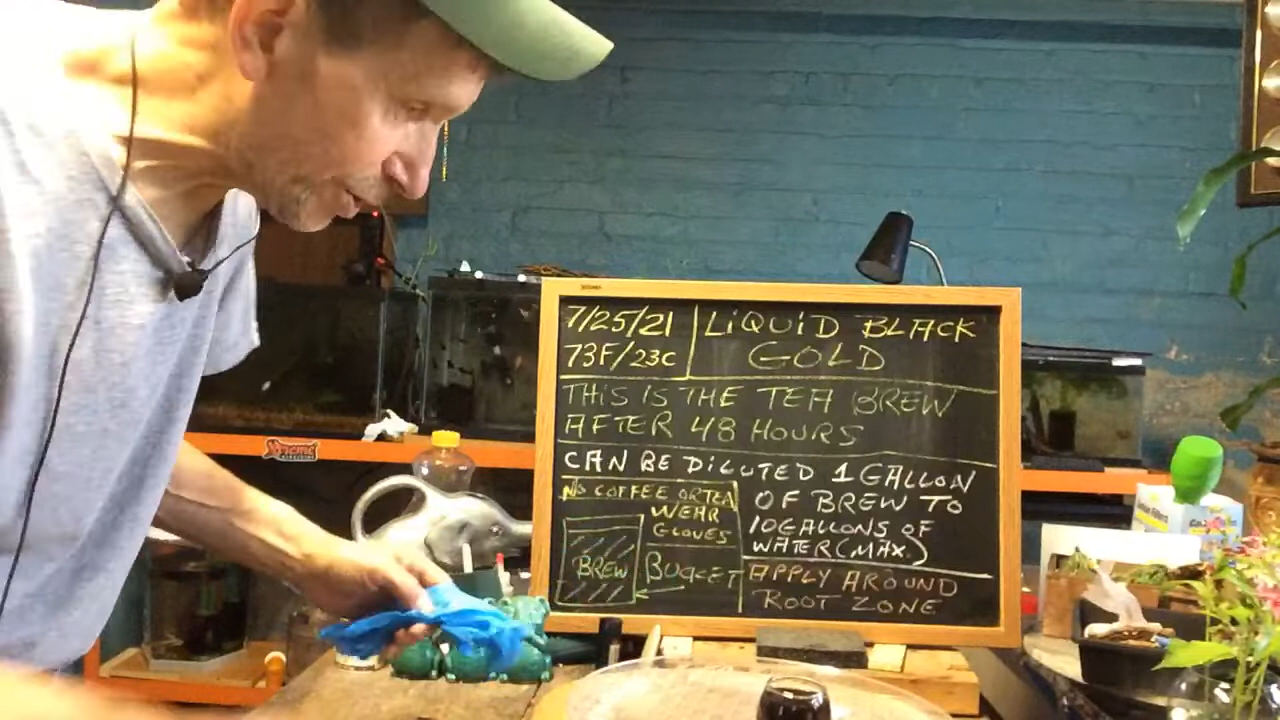 7/25/21
73F/23C
LIQUID BLACK
GOLD
THIS IS THE TEA BREW
AFTER 48 HOURS
CAN BE DILUTED 1 GALLON
OF BREW TO
10 GALLONS OF
WATER (MAX.)
NO COFFEE OR TEA
WEAR
GLOVES
BREW
BUCKET
APPLY AROUND
ROOT ZONE
Xtreme